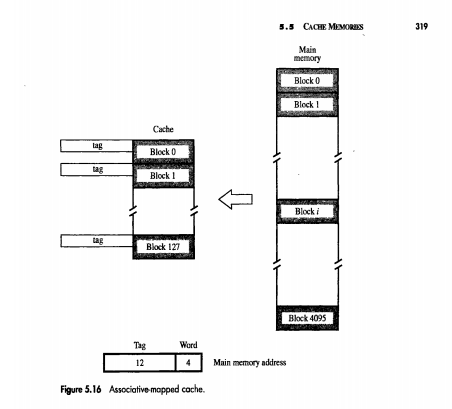 5.5 CACHE MEMORIES 319
Main
memory
Block 0
Block 1
Cache
tag
Block 0
tag
Block 1
Block i
tag
Block 127
Block 4095
Tag Word
12 4 Main memory address
Figure 5.16 Associative-mapped cache.